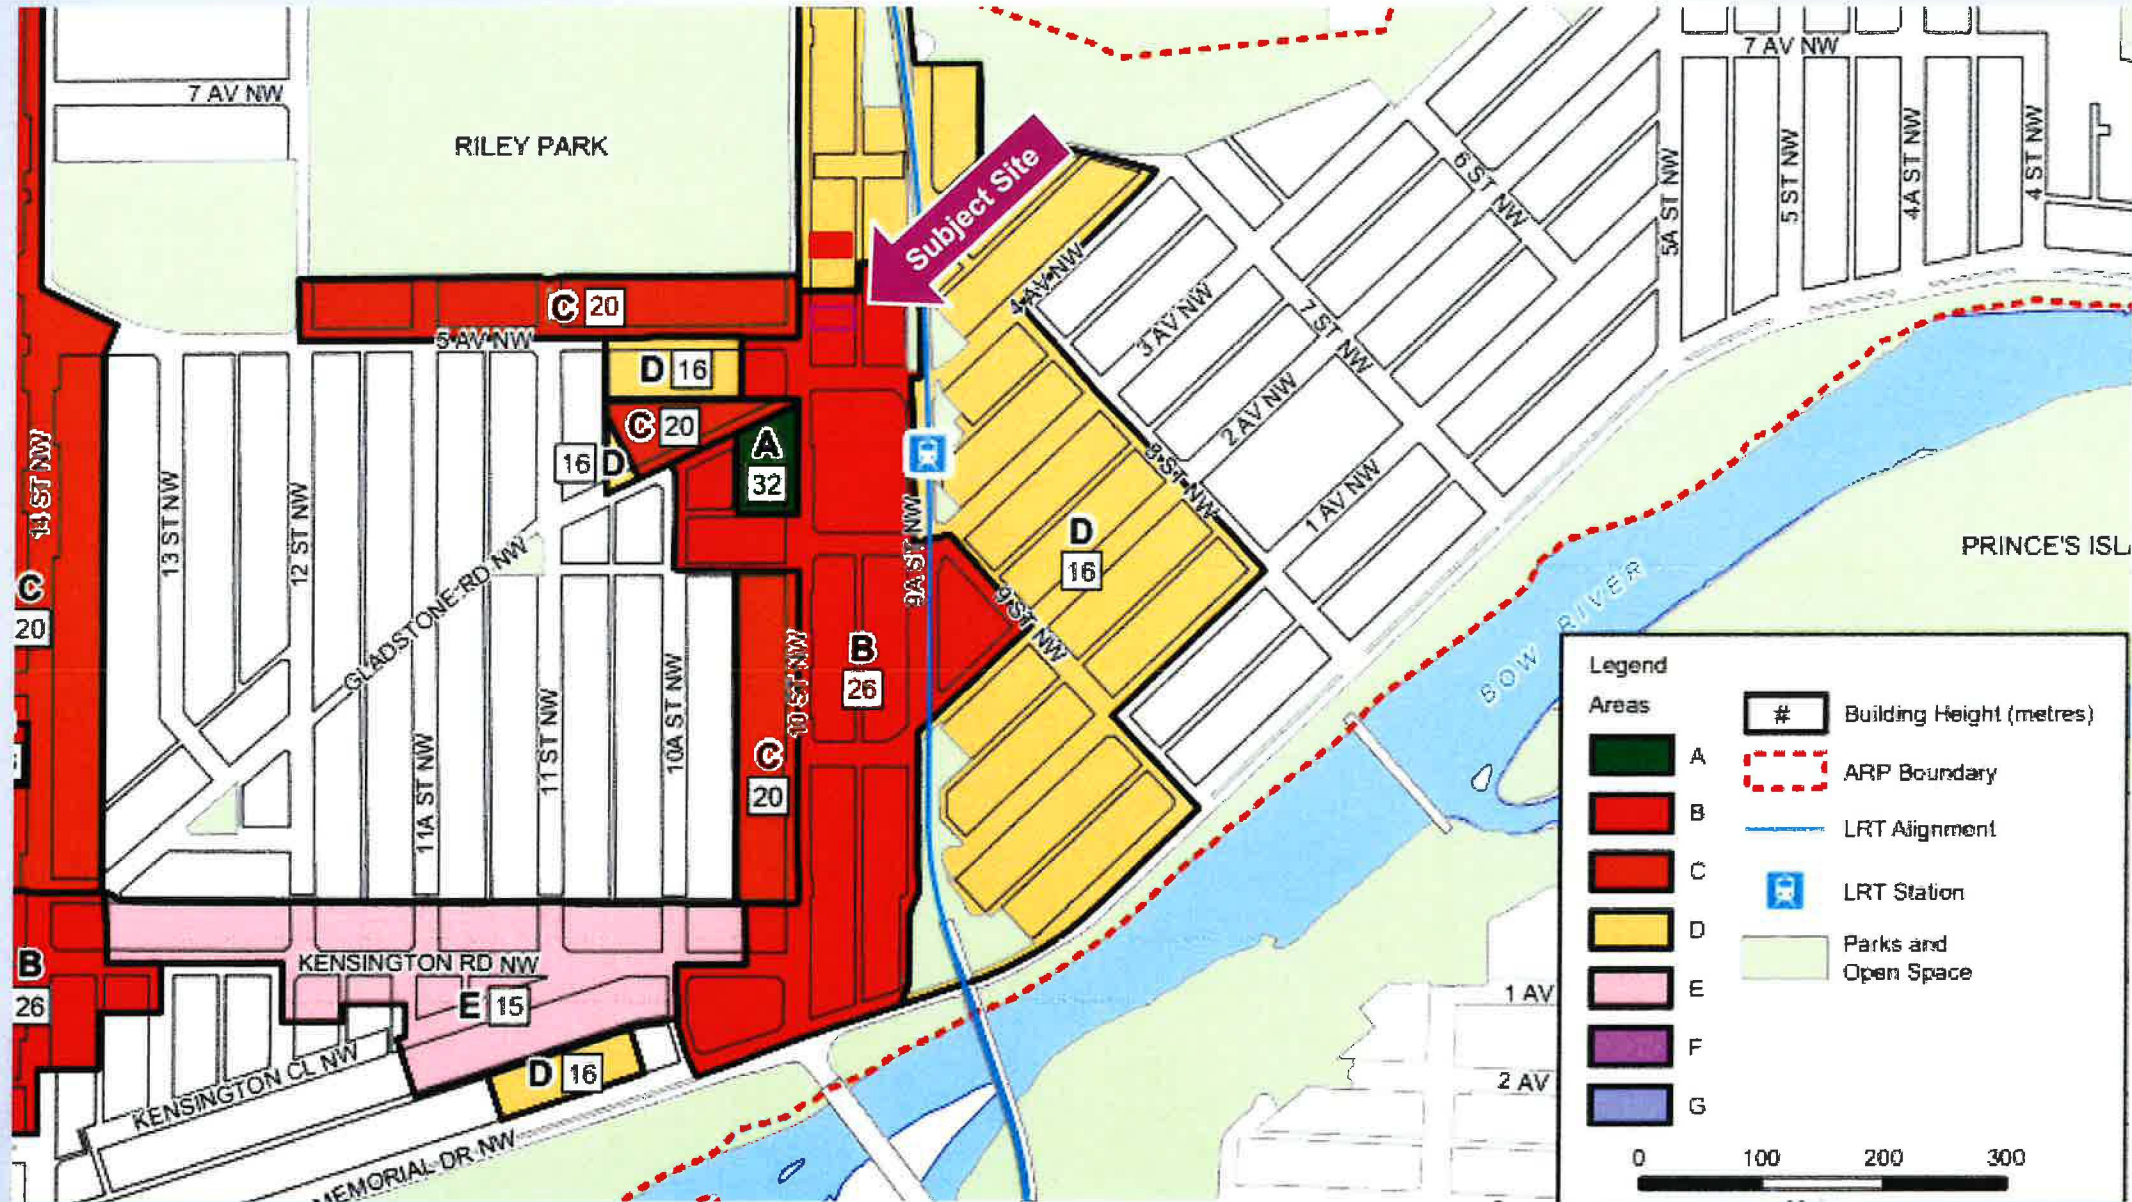 7 AV NW
7 AV NW
RILEY PARK
Subject Site
6 ST NW
5A ST NW
5 ST NW
4A ST NW
4 ST NW
4 AV NW
3 AV NW
7 ST NW
C 20
5 AV NW
D 16
C 20
A
32
16 D
2 AV NW
8 ST NW
1 AV NW
14 ST NW
13 ST NW
12 ST NW
GLADSTONE RD NW
9A ST NW
D
16
9 ST NW
PRINCE'S ISL
BOW RIVER
C
20
B
26
10 ST NW
C
20
11A ST NW
11 ST NW
10A ST NW
B
26
KENSINGTON RD NW
E 15
D 16
KENSINGTON CL NW
MEMORIAL DR NW
1 AV
2 AV
Legend
Areas
A
B
C
D
E
F
G
# Building Height (metres)
ARP Boundary
LRT Alignment
LRT Station
Parks and
Open Space
0 100 200 300